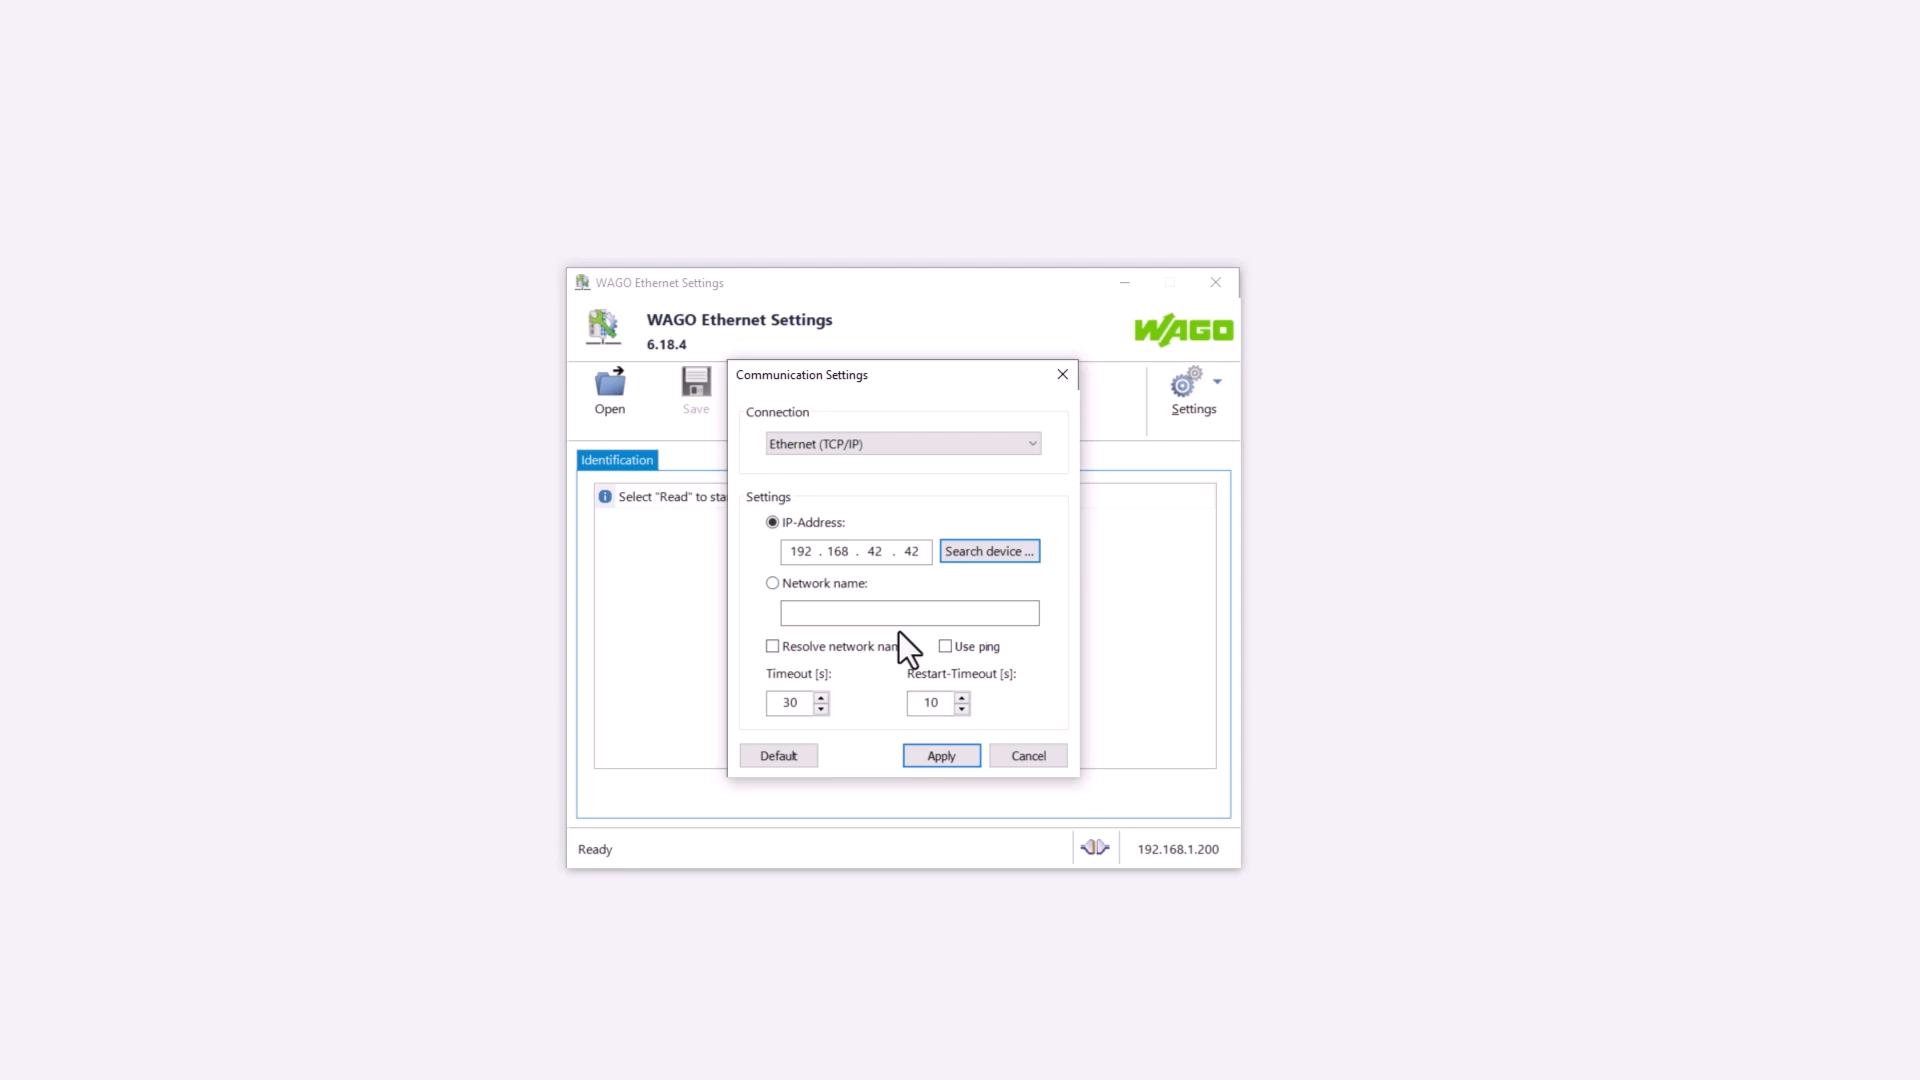 WAGO Ethernet Settings
WAGO Ethernet Settings
6.18.4
WAGO
Open
Save
Settings
Communication Settings
Connection
Ethernet (TCP/IP)
Identification
Select "Read" to
Settings
IP-Address:
192 . 168 . 42 . 42
Search device ...
Network name:
Resolve network
Use ping
Timeout [s]:
Restart-Timeout [s]:
30
10
Default
Apply
Cancel
Ready
192.168.1.200